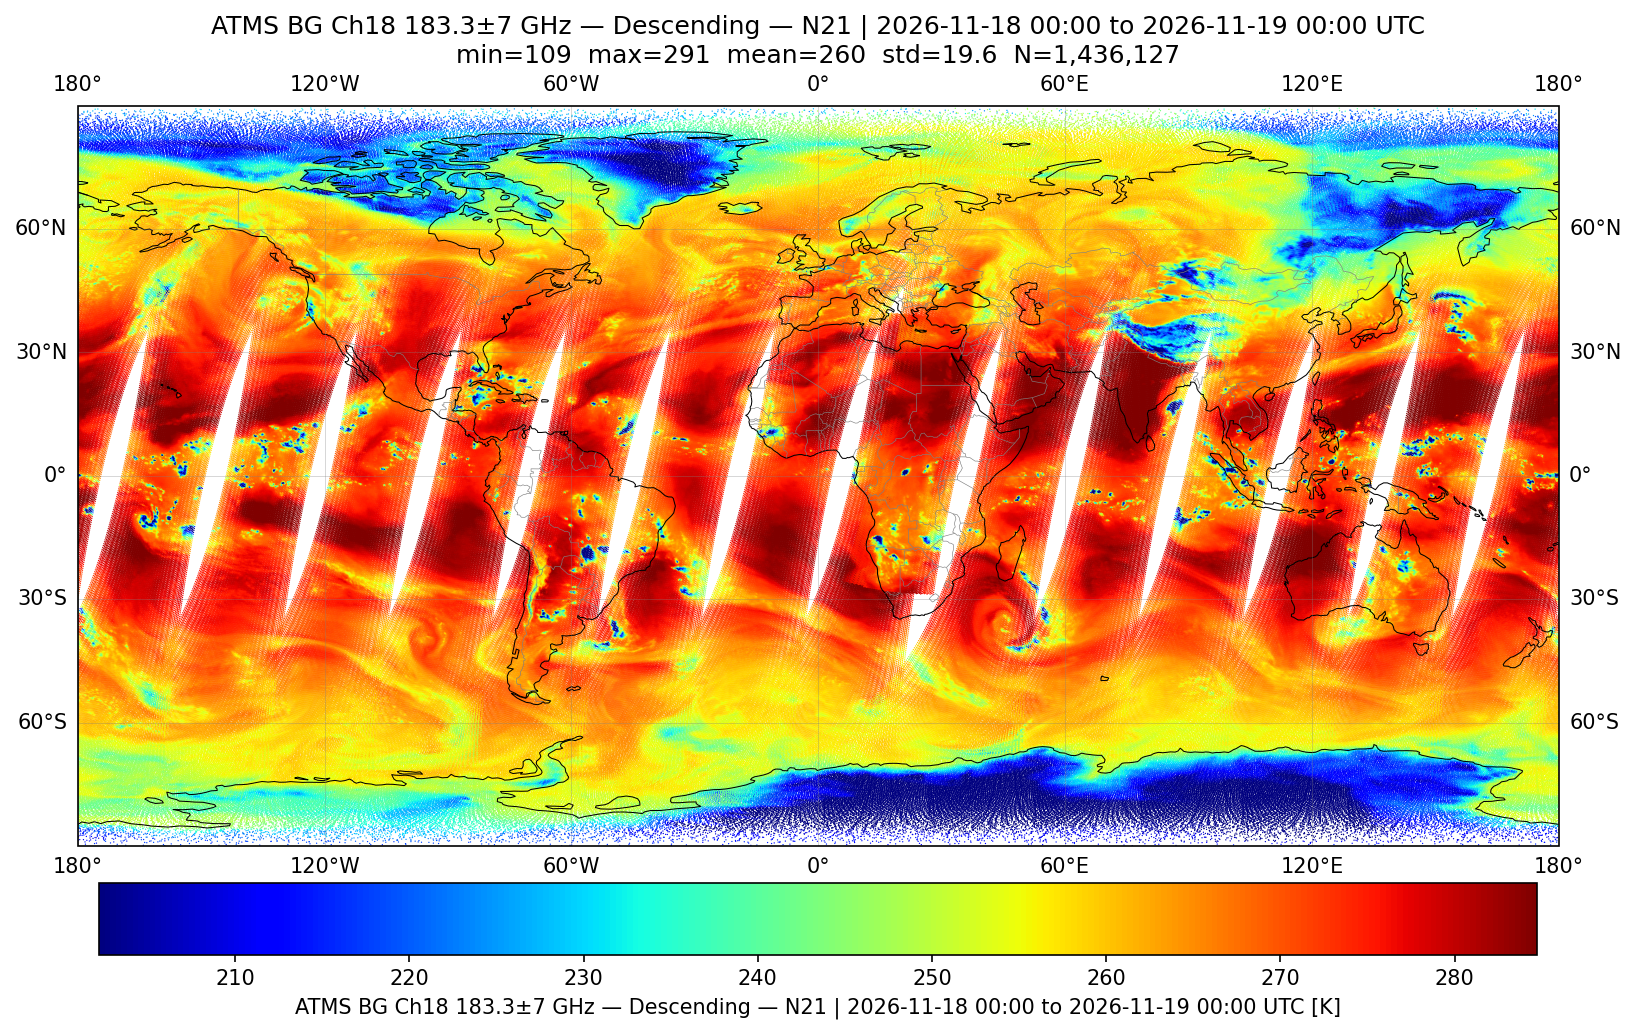 ATMS BG Ch18 183.3±7 GHz — Descending — N21 | 2026-11-18 00:00 to 2026-11-19 00:00 UTC
min=109 max=291 mean=260 std=19.6 N=1,436,127
180° 120°W 60°W 0° 60°E 120°E 180°
60°N 60°N
30°N 30°N
0° 0°
30°S 30°S
60°S 60°S
180° 120°W 60°W 0° 60°E 120°E 180°
210 220 230 240 250 260 270 280
ATMS BG Ch18 183.3±7 GHz — Descending — N21 | 2026-11-18 00:00 to 2026-11-19 00:00 UTC [K]